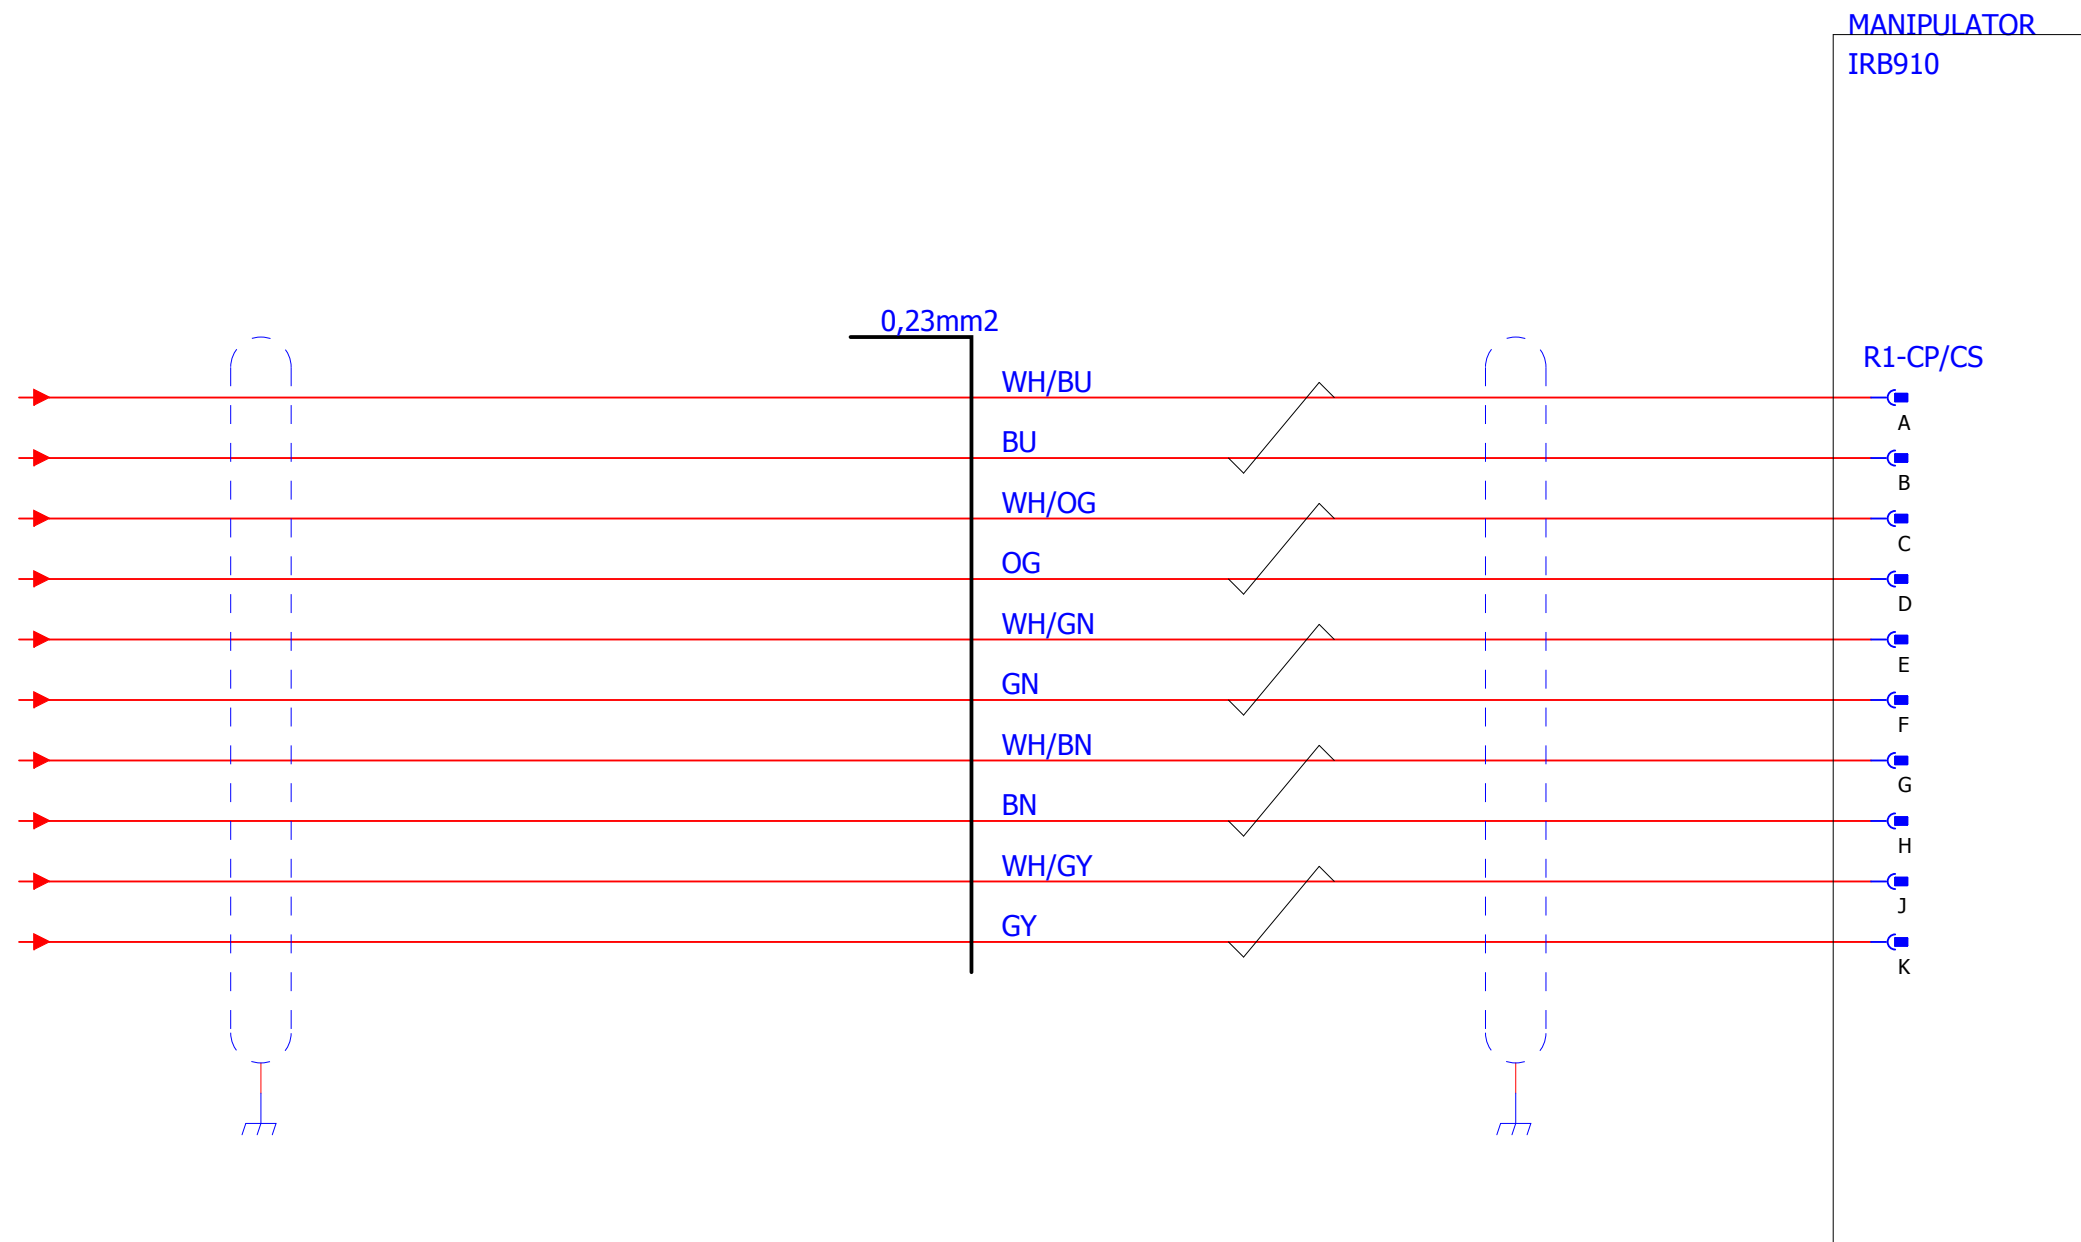 MANIPULATOR
IRB910
0,23mm2
R1-CP/CS
WH/BU
A
BU
B
WH/OG
C
OG
D
WH/GN
E
GN
F
WH/BN
G
BN
H
WH/GY
J
GY
K